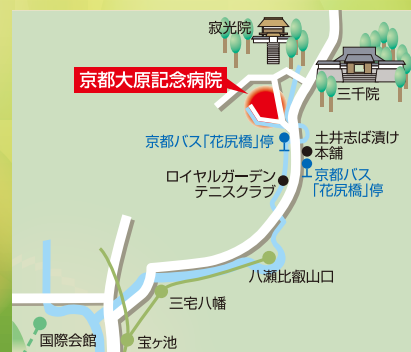 寂光院
京都大原記念病院
三千院
京都バス「花尻橋」停
土井志ば漬け
本舗
ロイヤルガーデン
テニスクラブ
京都バス
「花尻橋」停
八瀬比叡山口
三宅八幡
国際会館
宝ヶ池